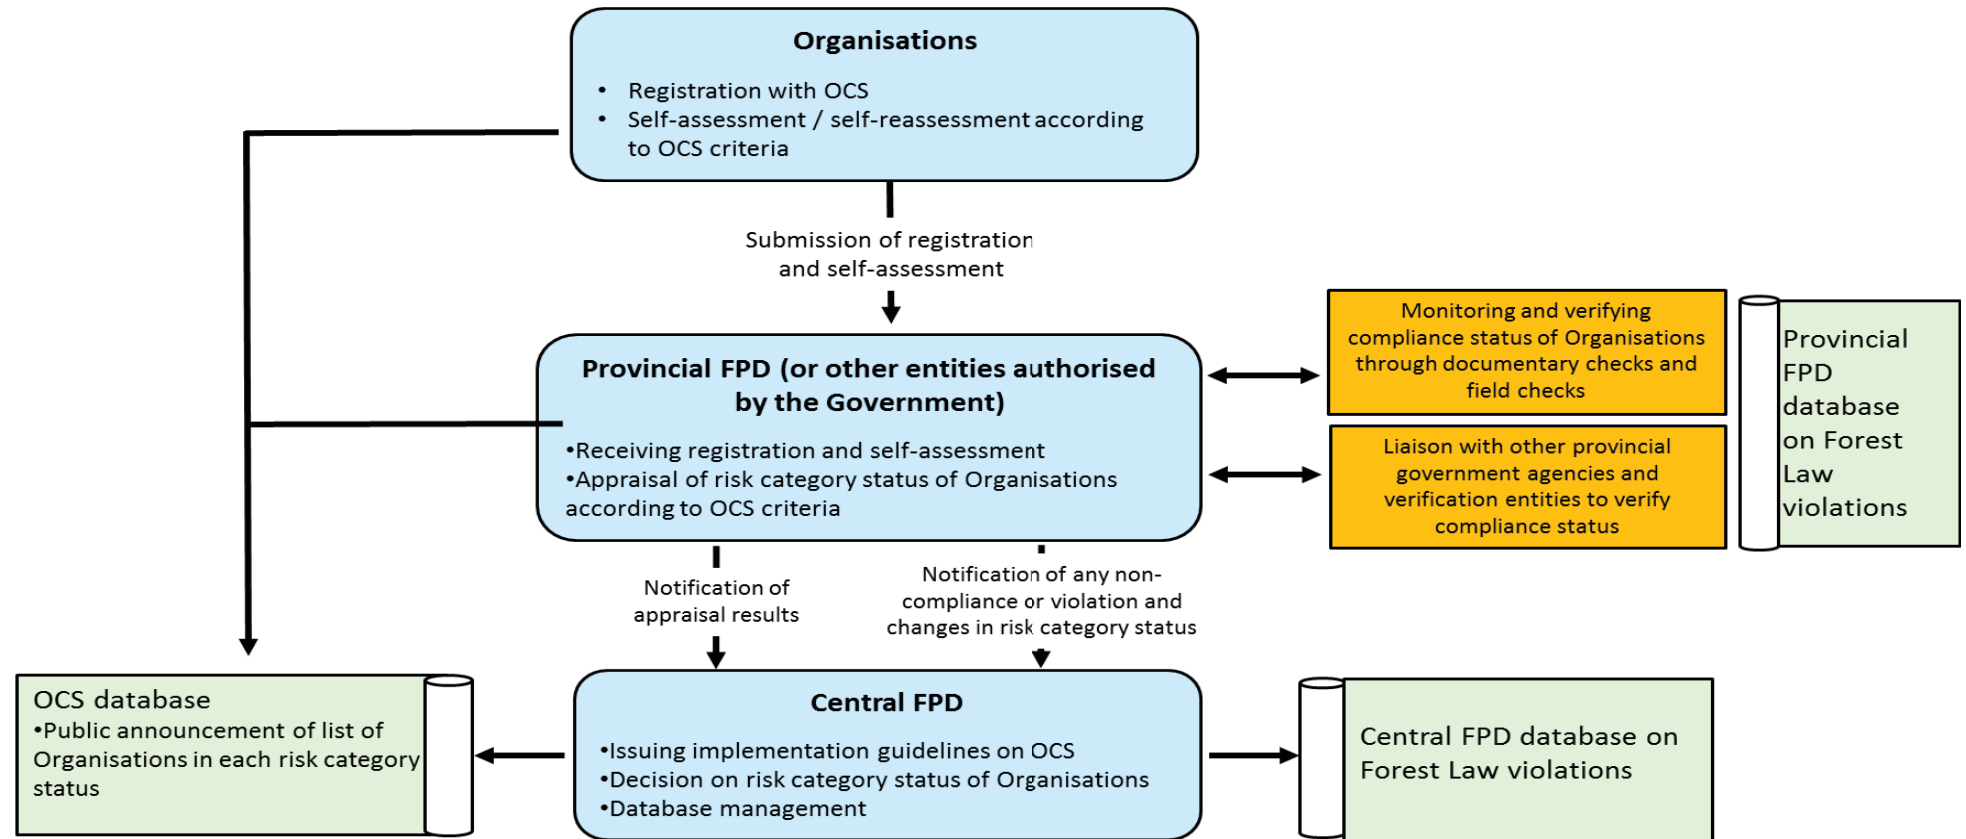 Organisations
• Registration with OCS
• Self-assessment / self-reassessment according
to OCS criteria
Submission of registration
and self-assessment
Provincial FPD (or other entities authorised
by the Government)
•Receiving registration and self-assessment
•Appraisal of risk category status of Organisations
according to OCS criteria
Monitoring and verifying
compliance status of Organisations
through documentary checks and
field checks
Liaison with other provincial
government agencies and
verification entities to verify
compliance status
Provincial
FPD
database
on Forest
Law
violations
Notification of
appraisal results
Notification of any non-
compliance or violation and
changes in risk category status
OCS database
•Public announcement of list of
Organisations in each risk category
status
Central FPD
•Issuing implementation guidelines on OCS
•Decision on risk category status of Organisations
•Database management
Central FPD database on
Forest Law violations